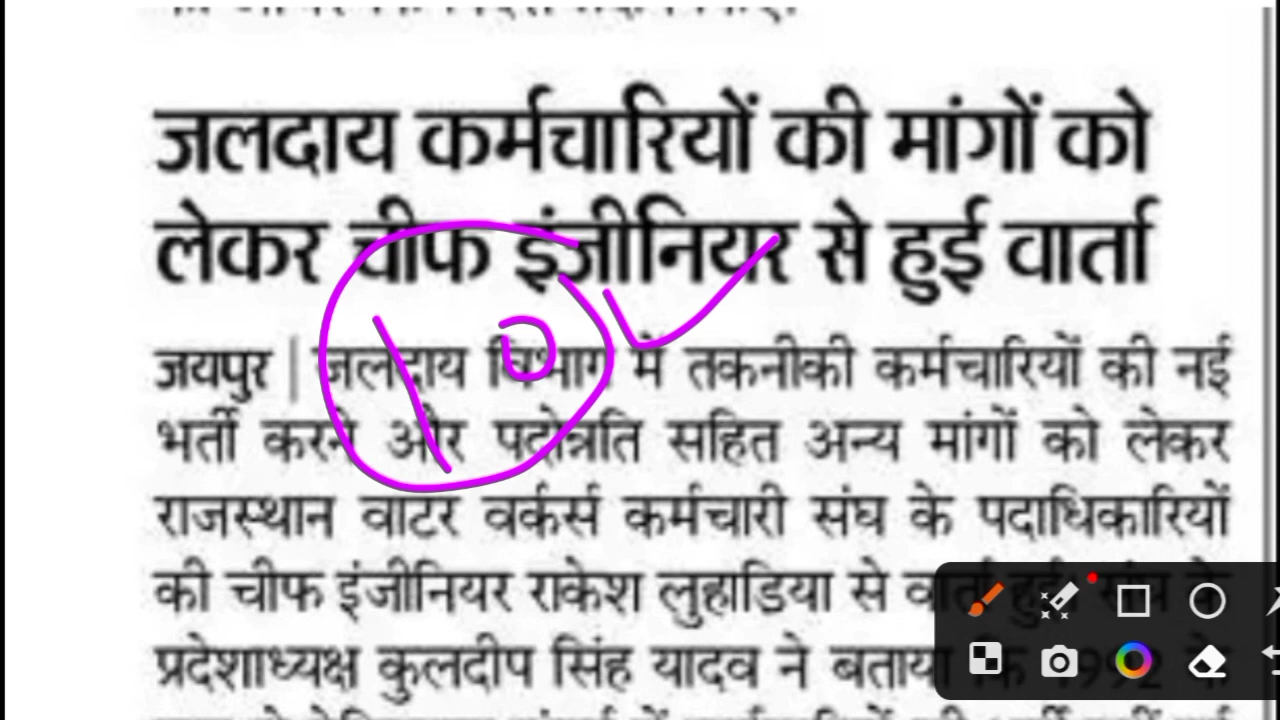 जलदाय कर्मचारियों की मांगों को
लेकर चीफ इंजीनियर से हुई वार्ता
जयपुर | जलदाय विभाग में तकनीकी कर्मचारियों की नई
भर्ती करने और पदोन्नति सहित अन्य मांगों को लेकर
राजस्थान वाटर वर्कर्स कर्मचारी संघ के पदाधिकारियों
की चीफ इंजीनियर राकेश लुहाडिया से वार्ता हुई संघ के
प्रदेशाध्यक्ष कुलदीप सिंह यादव ने बताया कि 1992 के